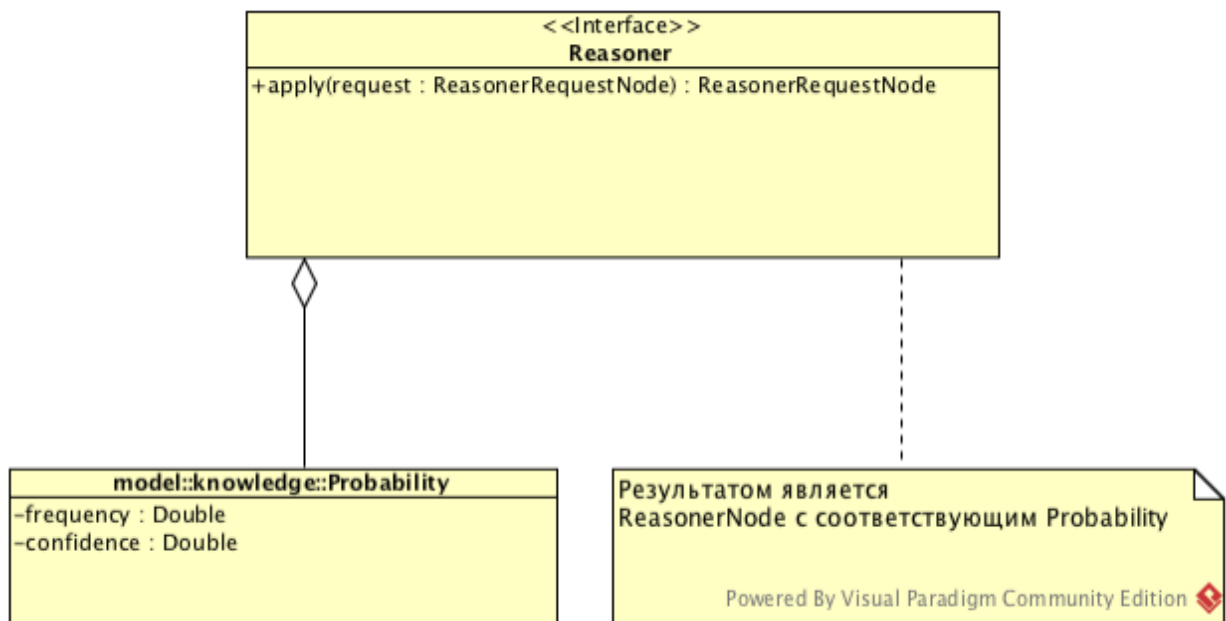 <<Interface>>
Reasoner
+apply(request : ReasonerRequestNode) : ReasonerRequestNode
model::knowledge::Probability
-frequency : Double
-confidence : Double
Результатом является
ReasonerNode с соответствующим Probability
Powered By Visual Paradigm Community Edition